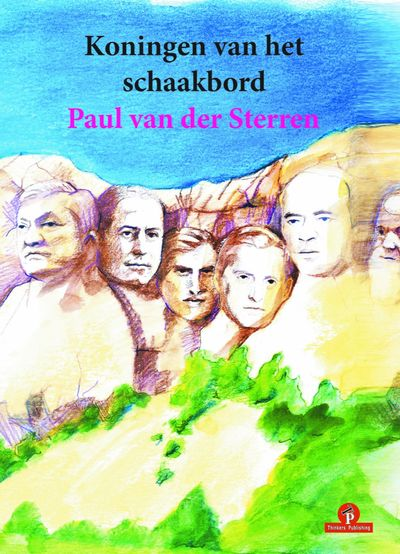 Koningen van het
schaakbord
Paul van der Sterren
Thinkers Publishing